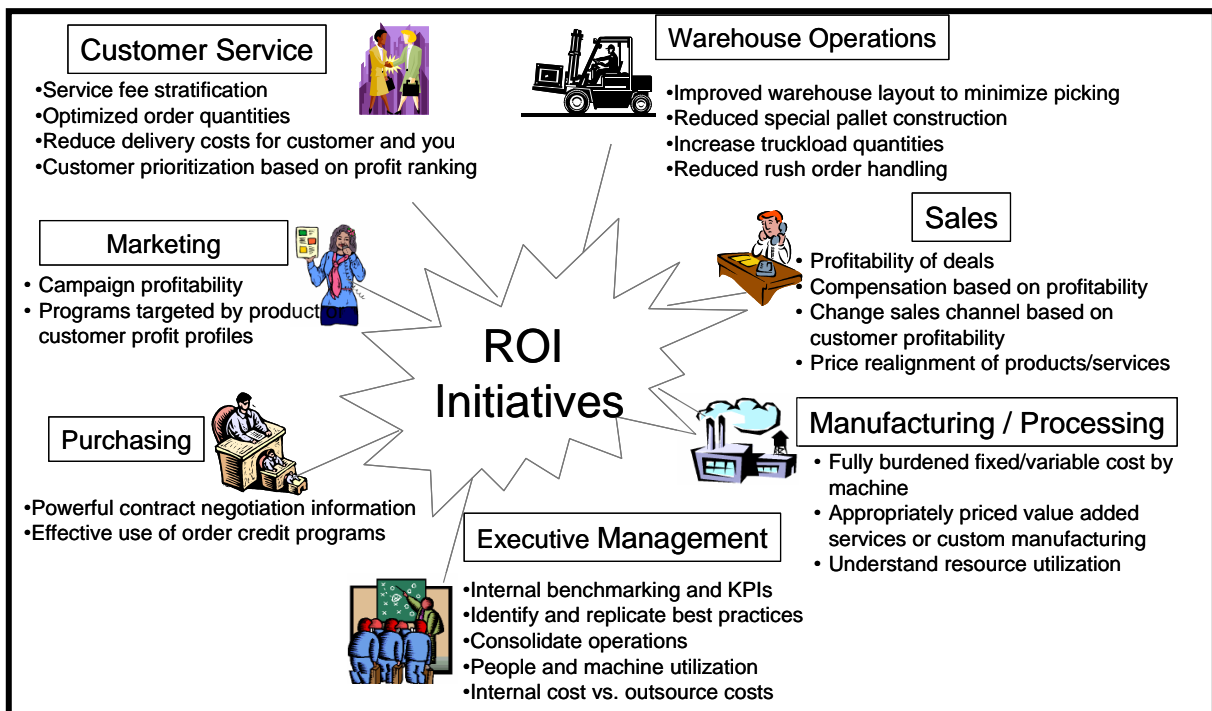 Customer Service
•Service fee stratification
•Optimized order quantities
•Reduce delivery costs for customer and you
•Customer prioritization based on profit ranking
Warehouse Operations
•Improved warehouse layout to minimize picking
•Reduced special pallet construction
•Increase truckload quantities
•Reduced rush order handling
Marketing
• Campaign profitability
• Programs targeted by product or
customer profit profiles
Sales
• Profitability of deals
• Compensation based on profitability
• Change sales channel based on
customer profitability
• Price realignment of products/services
ROI
Initiatives
Purchasing
•Powerful contract negotiation information
•Effective use of order credit programs
Manufacturing / Processing
• Fully burdened fixed/variable cost by
machine
• Appropriately priced value added
services or custom manufacturing
• Understand resource utilization
Executive Management
•Internal benchmarking and KPIs
•Identify and replicate best practices
•Consolidate operations
•People and machine utilization
•Internal cost vs. outsource costs